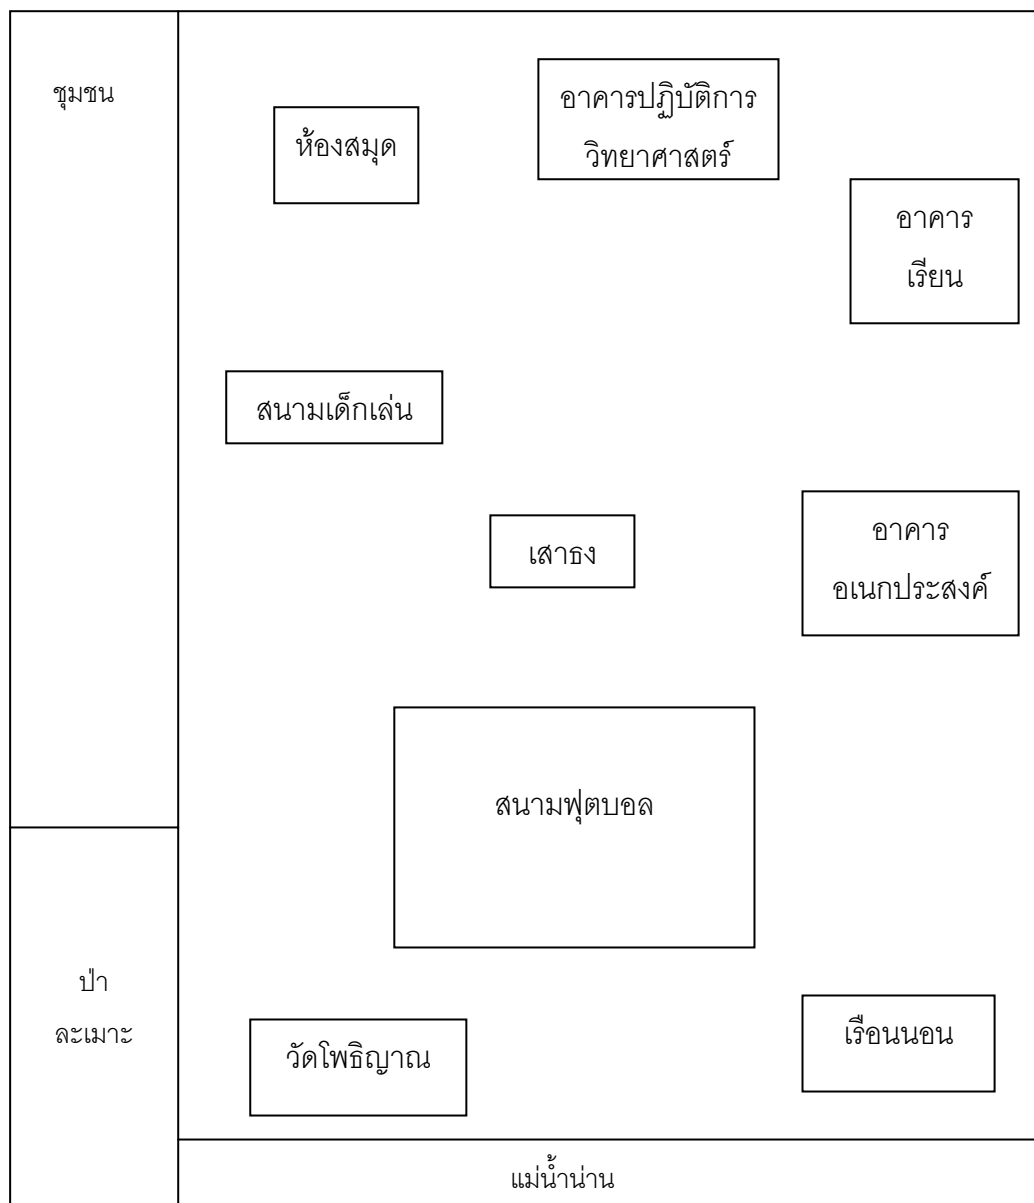 ชุมชน
ห้องสมุด
อาคารปฏิบัติการ
วิทยาศาสตร์
อาคาร
เรียน
สนามเด็กเล่น
เสาธง
อาคาร
อเนกประสงค์
สนามฟุตบอล
ป่า
ละเมาะ
วัดโพธิญาณ
เรือนนอน
แม่น้ำน่าน